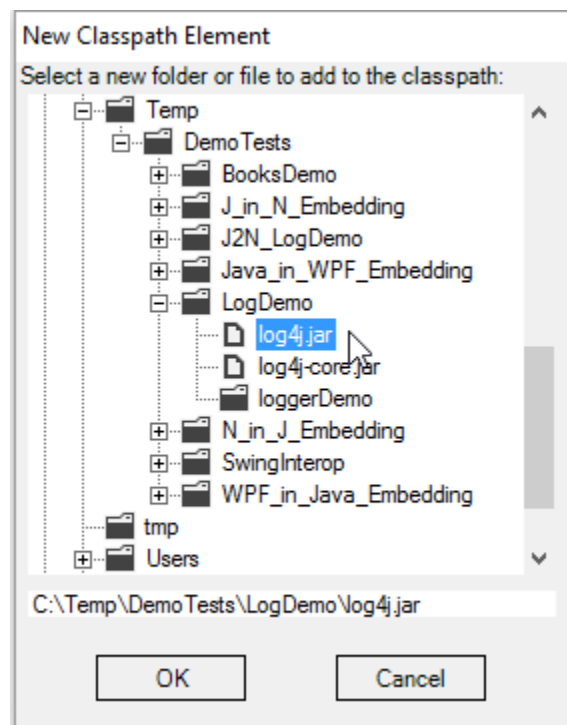 New Classpath Element
Select a new folder or file to add to the classpath:
Temp
DemoTests
BooksDemo
J_in_N_Embedding
J2N_LogDemo
Java_in_WPF_Embedding
LogDemo
log4j.jar
log4j-core.jar
loggerDemo
N_in_J_Embedding
SwingInterop
WPF_in_Java_Embedding
tmp
Users
C:\Temp\DemoTests\LogDemo\log4j.jar
OK Cancel